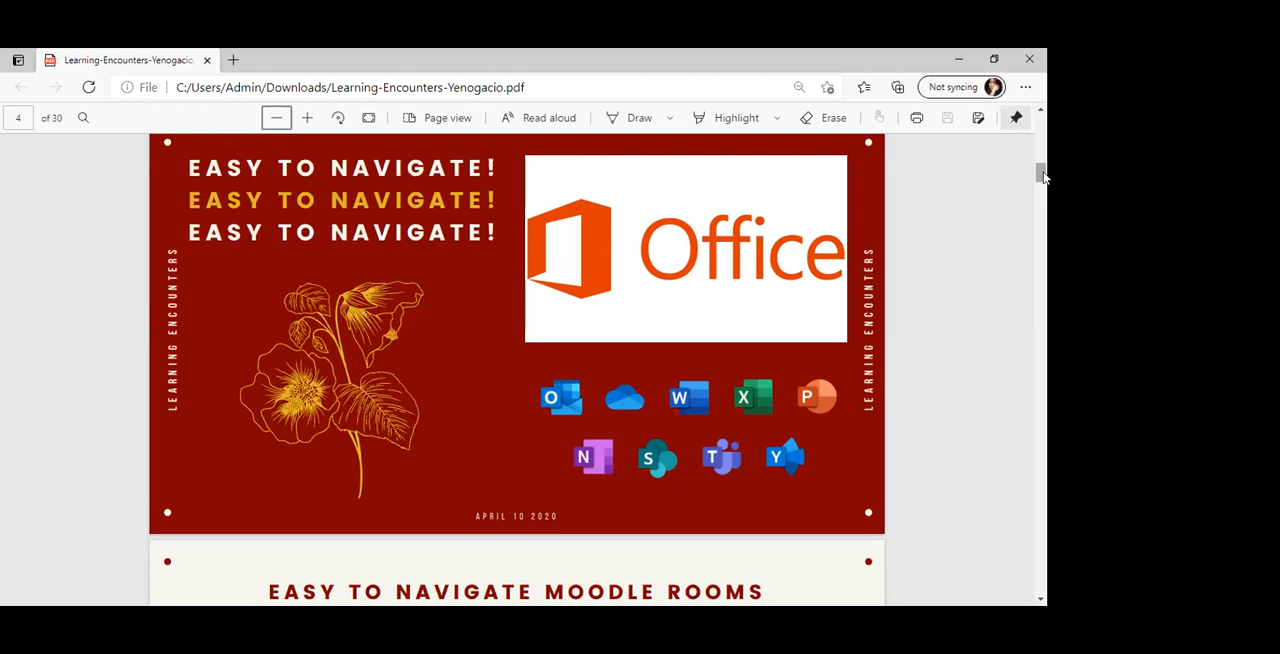 Learning-Encounters-Yenogacio.
Not syncing
File C:/Users/Admin/Downloads/Learning-Encounters-Yenogacio.pdf
4 of 30
Page view
Read aloud
Draw
Highlight
Erase
EASY TO NAVIGATE!
EASY TO NAVIGATE!
EASY TO NAVIGATE!
Office
LEARNING ENCOUNTERS
LEARNING ENCOUNTERS
O W X P
N S T Y
APRIL 10 2020
EASY TO NAVIGATE MOODLE ROOMS